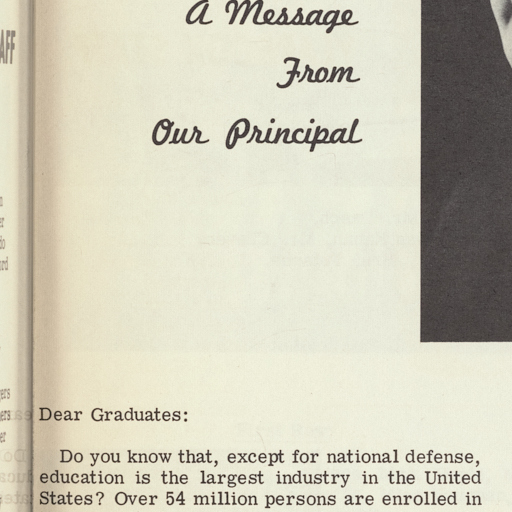 AFF
A Message
From
Our Principal
Dear Graduates:
Do you know that, except for national defense,
education is the largest industry in the United
States? Over 54 million persons are enrolled in